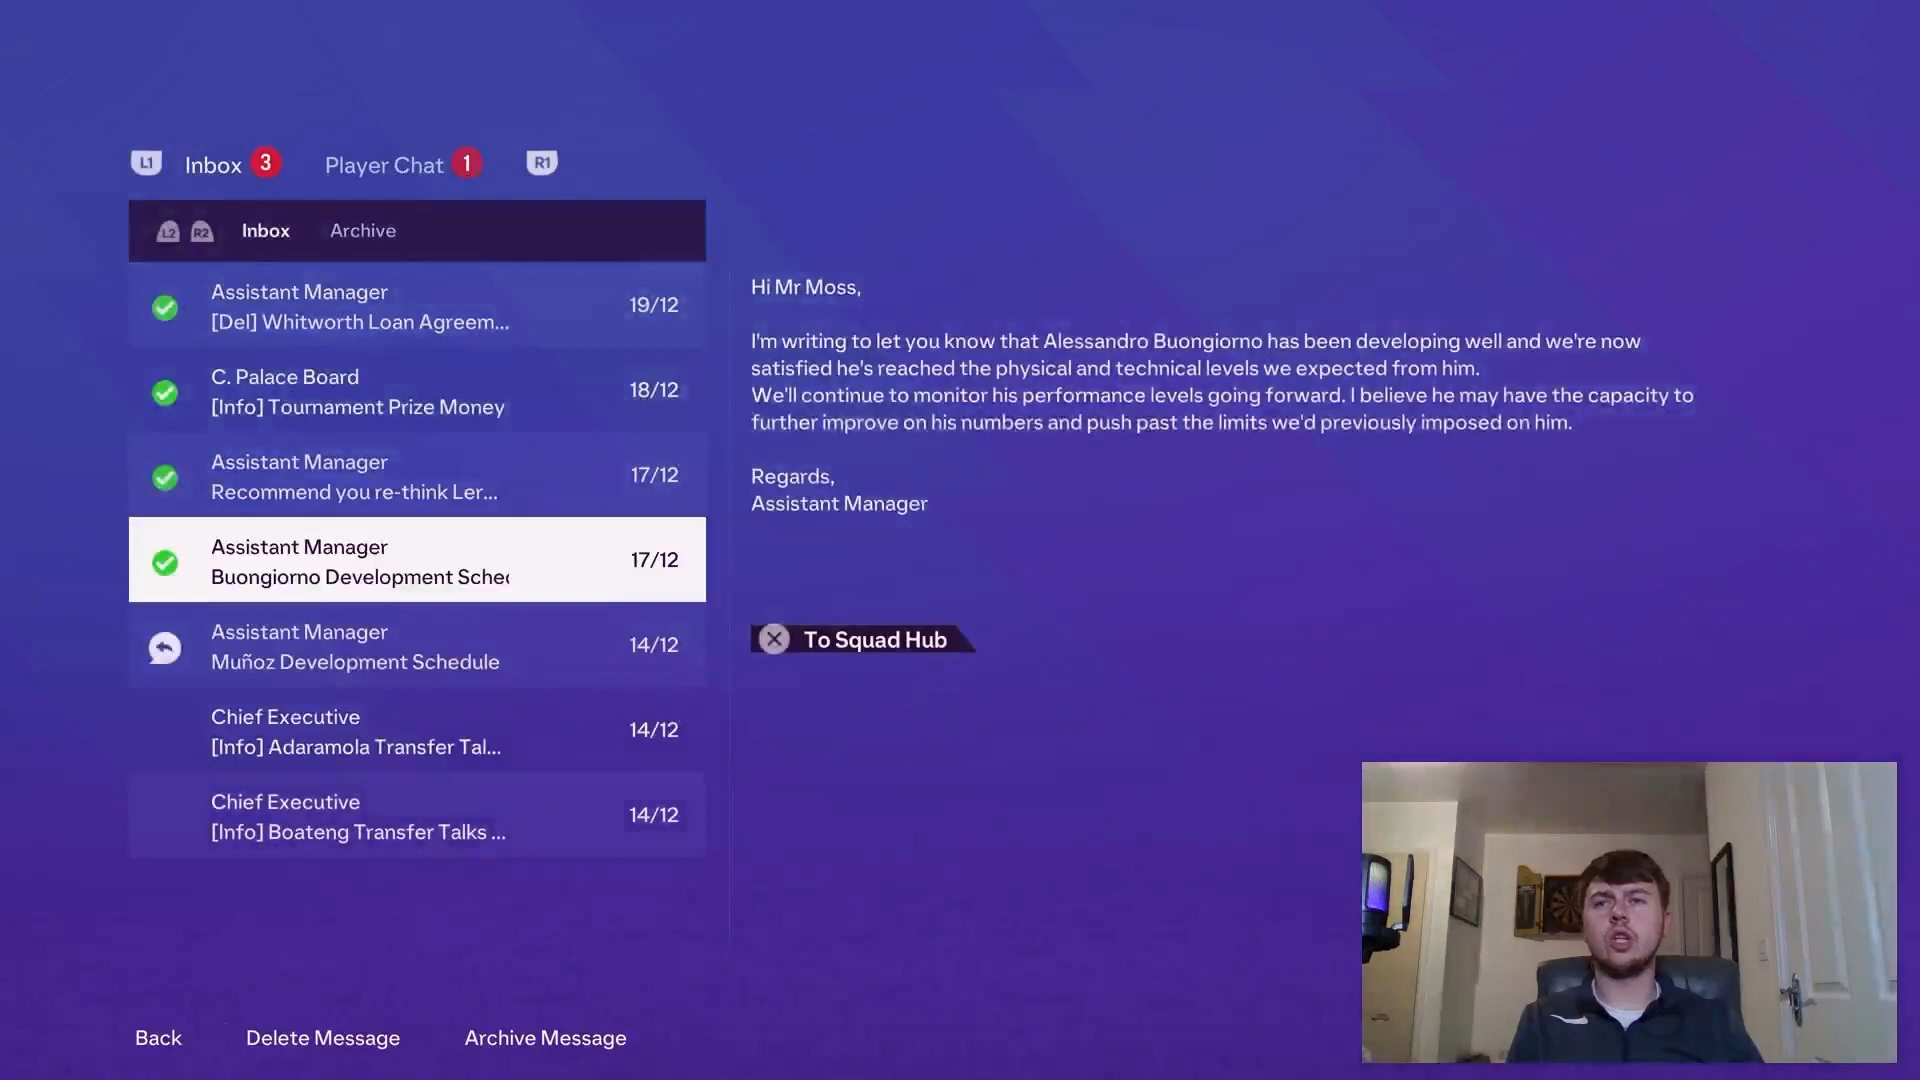 L1 Inbox 3 Player Chat 1 R1
L2 R2 Inbox Archive
Assistant Manager
[Del] Whitworth Loan Agreem...
19/12
C. Palace Board
[Info] Tournament Prize Money
18/12
Assistant Manager
Recommend you re-think Ler...
17/12
Assistant Manager
Buongiorno Development Sche
17/12
Assistant Manager
Muñoz Development Schedule
14/12
Chief Executive
[Info] Adaramola Transfer Tal...
14/12
Chief Executive
[Info] Boateng Transfer Talks ...
14/12
Hi Mr Moss,
I'm writing to let you know that Alessandro Buongiorno has been developing well and we're now
satisfied he's reached the physical and technical levels we expected from him.
We'll continue to monitor his performance levels going forward. I believe he may have the capacity to
further improve on his numbers and push past the limits we'd previously imposed on him.
Regards,
Assistant Manager
To Squad Hub
Back Delete Message Archive Message